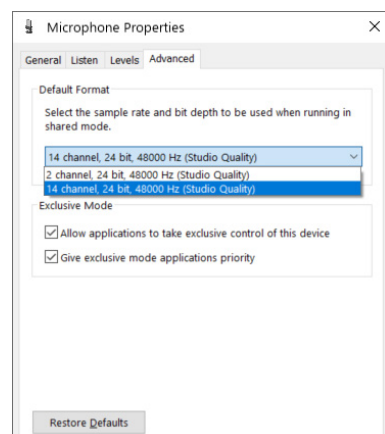 Microphone Properties
General Listen Levels Advanced
Default Format
Select the sample rate and bit depth to be used when running in
shared mode.
14 channel, 24 bit, 48000 Hz (Studio Quality)
2 channel, 24 bit, 48000 Hz (Studio Quality)
14 channel, 24 bit, 48000 Hz (Studio Quality)
Exclusive Mode
Allow applications to take exclusive control of this device
Give exclusive mode applications priority
Restore Defaults